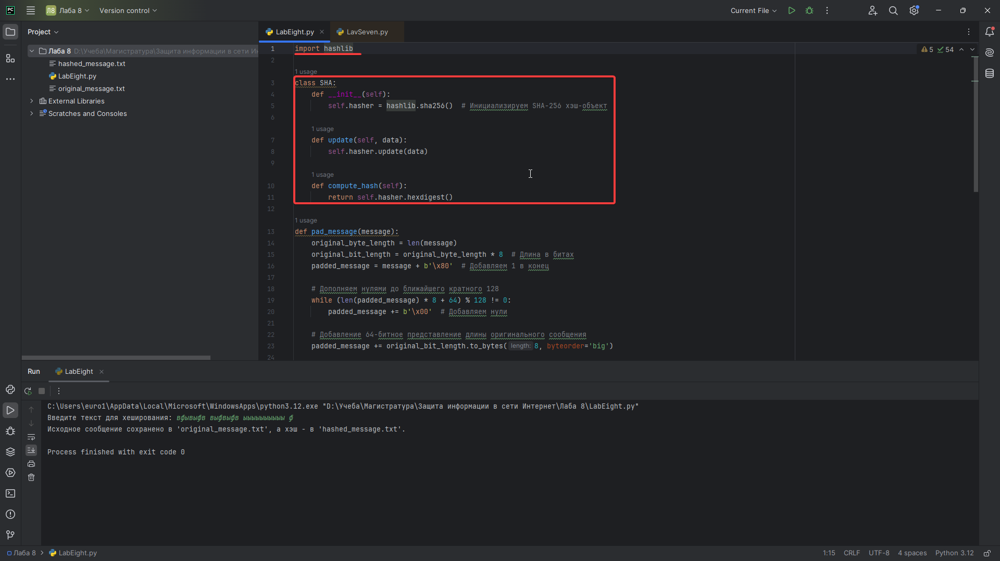 PC Л8 Лаба 8 Version control Current File
Project
Лаба 8 D:\Учеба\Магистратура\Защита информации в сети Ин
hashed_message.txt
LabEight.py
original_message.txt
External Libraries
Scratches and Consoles
LabEight.py LavSeven.py
5 54
1 import hashlib
2
1 usage
3 class SHA:
4 def __init__(self):
5 self.hasher = hashlib.sha256() # Инициализируем SHA-256 хэш-объект
6
1 usage
7 def update(self, data):
8 self.hasher.update(data)
9
1 usage
10 def compute_hash(self):
11 return self.hasher.hexdigest()
12
1 usage
13 def pad_message(message):
14 original_byte_length = len(message)
15 original_bit_length = original_byte_length * 8 # Длина в битах
16 padded_message = message + b'\x80' # Добавляем 1 в конец
17
18 # Дополняем нулями до ближайшего кратного 128
19 while (len(padded_message) * 8 + 64) % 128 != 0:
20 padded_message += b'\x00' # Добавляем нули
21
22 # Добавление 64-битное представление длины оригинального сообщения
23 padded_message += original_bit_length.to_bytes( length: 8, byteorder='big')
24
Run LabEight
C:\Users\euro1\AppData\Local\Microsoft\WindowsApps\python3.12.exe "D:\Учеба\Магистратура\Защита информации в сети Интернет\Лаба 8\LabEight.py"
Введите текст для хеширования: вфывыфв выфвыфв ыыыыыыыыыы ф
Исходное сообщение сохранено в 'original_message.txt', а хэш - в 'hashed_message.txt'.
Process finished with exit code 0
Лаба 8 LabEight.py 1:15 CRLF UTF-8 4 spaces Python 3.12